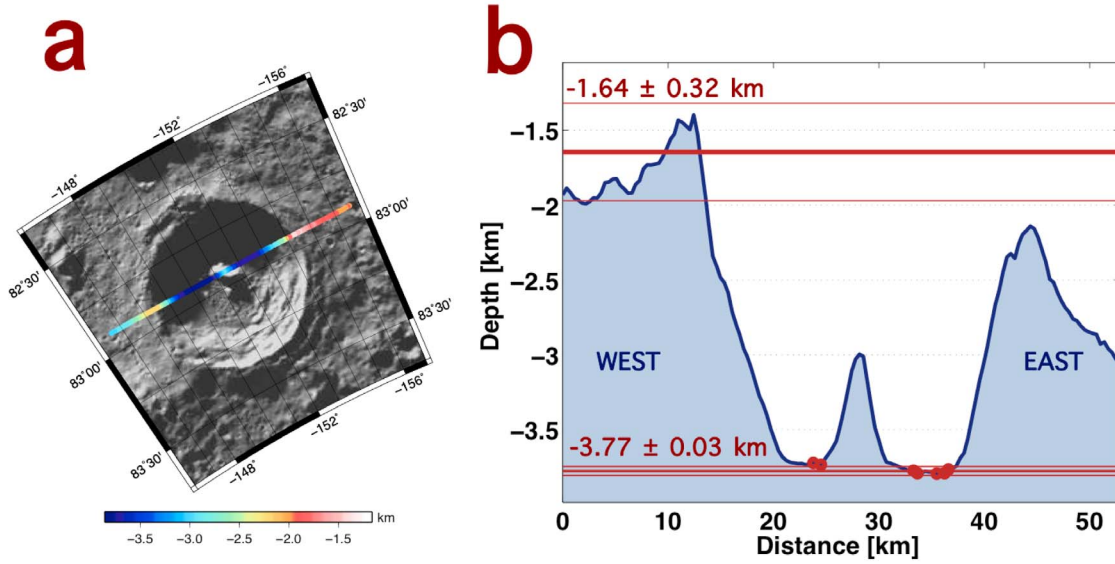 a
−156°
−152°
82°30'
−148°
83°00'
82°30'
83°30'
83°00'
−156°
−152°
83°30'
−148°
km
−3.5 −3.0 −2.5 −2.0 −1.5
b
-1.64 ± 0.32 km
−1.5
−2
−2.5
Depth [km]
−3
WEST EAST
−3.5
-3.77 ± 0.03 km
0 10 20 30 40 50
Distance [km]